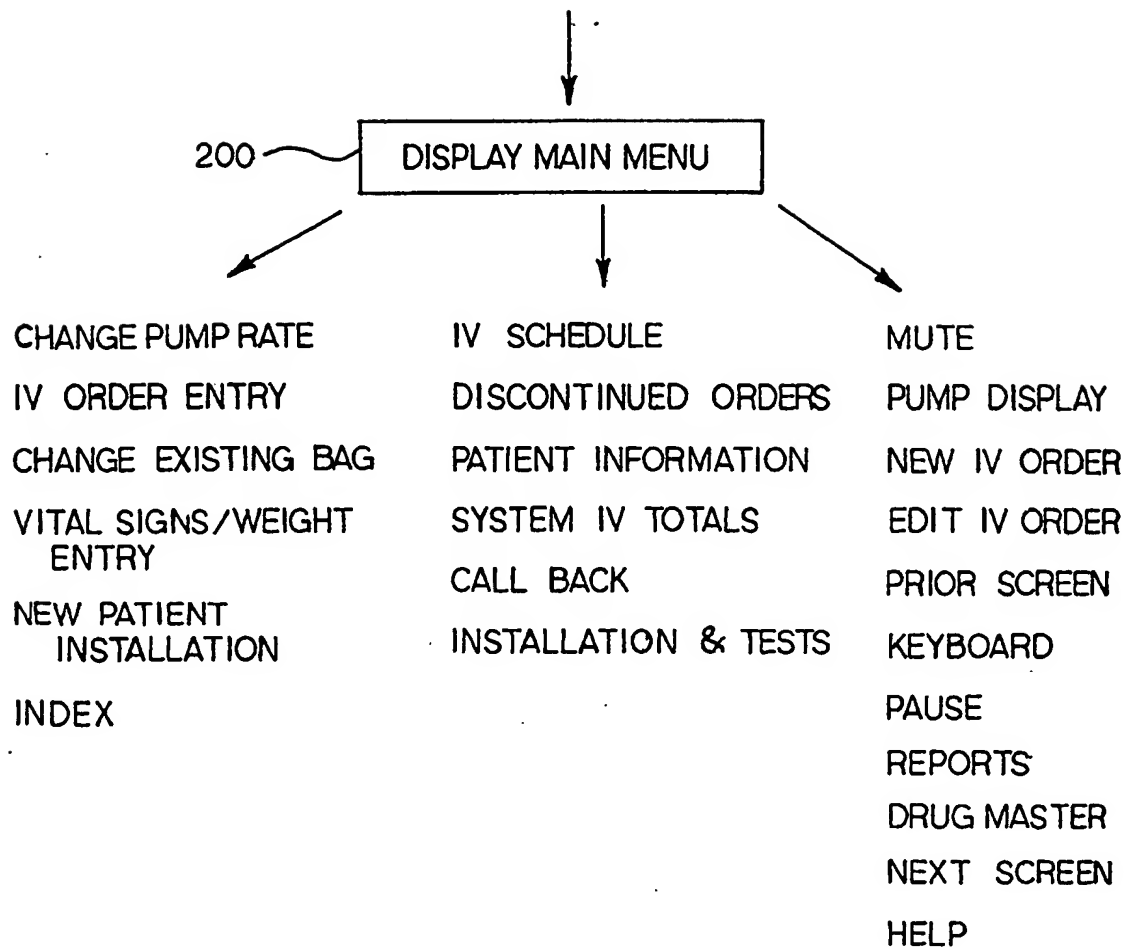 200
DISPLAY MAIN MENU
CHANGE PUMP RATE
IV ORDER ENTRY
CHANGE EXISTING BAG
VITAL SIGNS/WEIGHT
ENTRY
NEW PATIENT
INSTALLATION
INDEX
IV SCHEDULE
DISCONTINUED ORDERS
PATIENT INFORMATION
SYSTEM IV TOTALS
CALL BACK
INSTALLATION & TESTS
MUTE
PUMP DISPLAY
NEW IV ORDER
EDIT IV ORDER
PRIOR SCREEN
KEYBOARD
PAUSE
REPORTS
DRUG MASTER
NEXT SCREEN
HELP